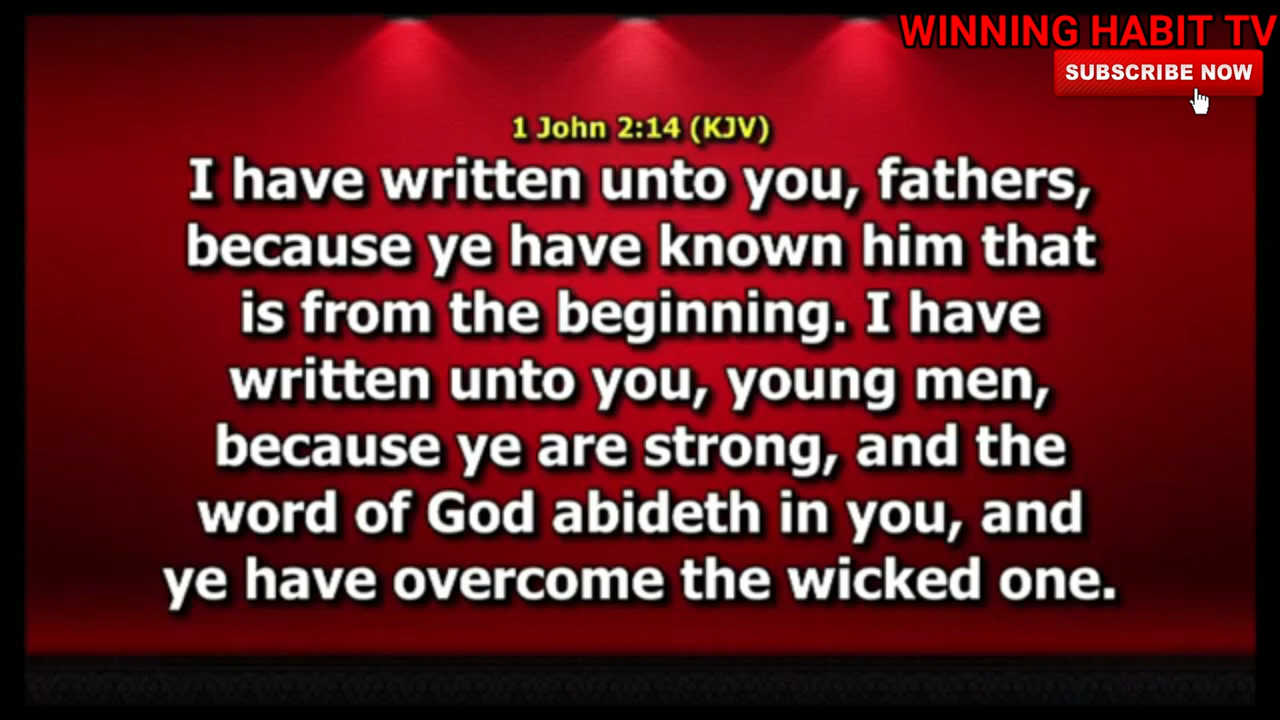 WINNING HABIT TV
SUBSCRIBE NOW
1 John 2:14 (KJV)
I have written unto you, fathers,
because ye have known him that
is from the beginning. I have
written unto you, young men,
because ye are strong, and the
word of God abideth in you, and
ye have overcome the wicked one.